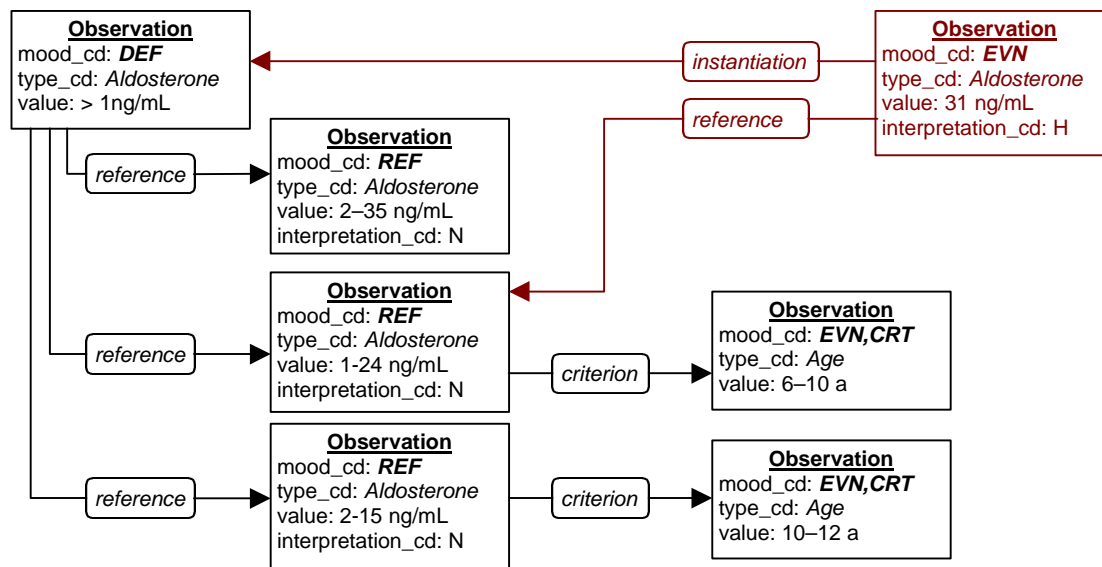 Observation
mood_cd: DEF
type_cd: Aldosterone
value: > 1ng/mL
instantiation
reference
Observation
mood_cd: EVN
type_cd: Aldosterone
value: 31 ng/mL
interpretation_cd: H
reference
Observation
mood_cd: REF
type_cd: Aldosterone
value: 2–35 ng/mL
interpretation_cd: N
reference
Observation
mood_cd: REF
type_cd: Aldosterone
value: 1-24 ng/mL
interpretation_cd: N
criterion
Observation
mood_cd: EVN,CRT
type_cd: Age
value: 6–10 a
reference
Observation
mood_cd: REF
type_cd: Aldosterone
value: 2-15 ng/mL
interpretation_cd: N
criterion
Observation
mood_cd: EVN,CRT
type_cd: Age
value: 10–12 a